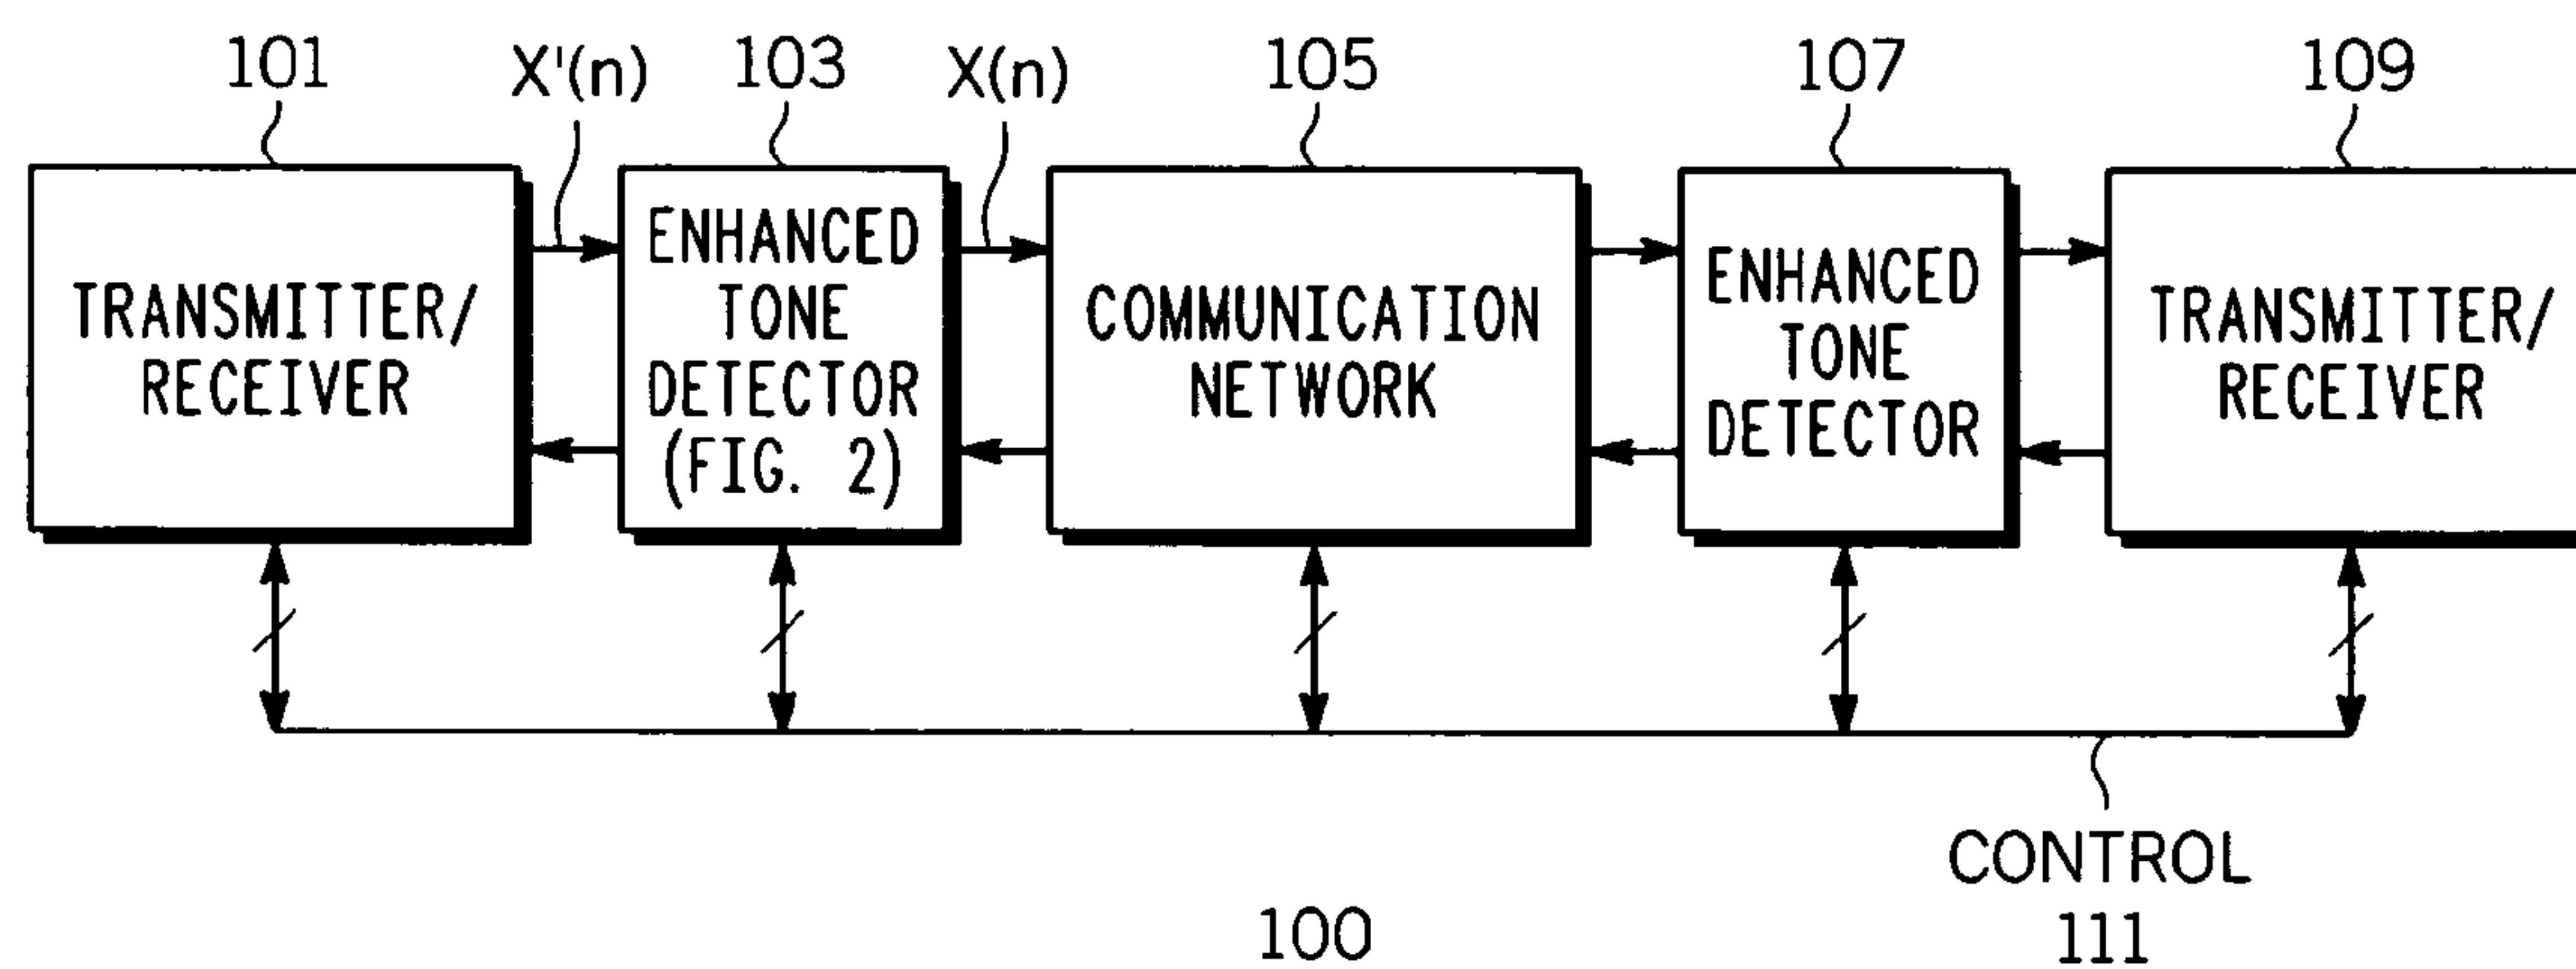 101
X'(n)
103
X(n)
105
107
109
TRANSMITTER/
RECEIVER
ENHANCED
TONE
DETECTOR
(FIG. 2)
COMMUNICATION
NETWORK
ENHANCED
TONE
DETECTOR
TRANSMITTER/
RECEIVER
CONTROL
111
100